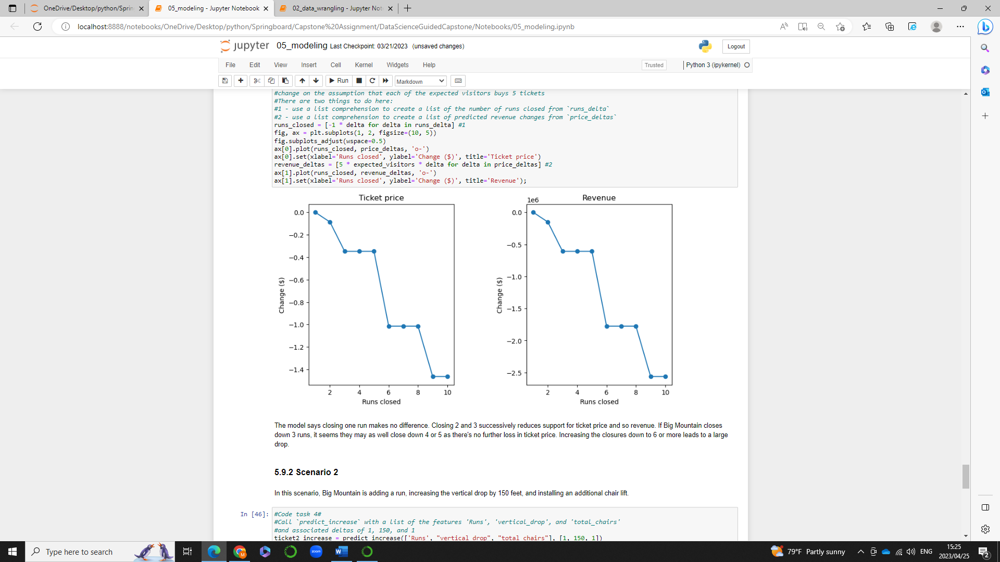 OneDrive/Desktop/python/Sprin
05_modeling - Jupyter Notebook
02_data_wrangling - Jupyter Not
localhost:8888/notebooks/OneDrive/Desktop/python/Springboard/Capstone%20Assignment/DataScienceGuidedCapstone/Notebooks/05_modeling.ipynb
jupyter 05_modeling Last Checkpoint: 03/21/2023 (unsaved changes)
Logout
File Edit View Insert Cell Kernel Widgets Help
Trusted
Python 3 (ipykernel)
Run
Markdown
#change on the assumption that each of the expected visitors buys 5 tickets
#There are two things to do here:
#1 - use a list comprehension to create a list of the number of runs closed from `runs_delta`
#2 - use a list comprehension to create a list of predicted revenue changes from `price_deltas`
runs_closed = [-1 * delta for delta in runs_delta] #1
fig, ax = plt.subplots(1, 2, figsize=(10, 5))
fig.subplots_adjust(wspace=0.5)
ax[0].plot(runs_closed, price_deltas, 'o-')
ax[0].set(xlabel='Runs closed', ylabel='Change ($)', title='Ticket price')
revenue_deltas = [5 * expected_visitors * delta for delta in price_deltas] #2
ax[1].plot(runs_closed, revenue_deltas, 'o-')
ax[1].set(xlabel='Runs closed', ylabel='Change ($)', title='Revenue');
Ticket price
0.0
−0.2
−0.4
−0.6
−0.8
−1.0
−1.2
−1.4
Change ($)
2 4 6 8 10
Runs closed
1e6
Revenue
0.0
−0.5
−1.0
−1.5
−2.0
−2.5
Change ($)
2 4 6 8 10
Runs closed
The model says closing one run makes no difference. Closing 2 and 3 successively reduces support for ticket price and so revenue. If Big Mountain closes
down 3 runs, it seems they may as well close down 4 or 5 as there's no further loss in ticket price. Increasing the closures down to 6 or more leads to a large
drop.
5.9.2 Scenario 2
In this scenario, Big Mountain is adding a run, increasing the vertical drop by 150 feet, and installing an additional chair lift.
In [46]:
#Code task 4#
#Call `predict_increase` with a list of the features 'Runs', 'vertical_drop', and 'total_chairs'
#and associated deltas of 1, 150, and 1
ticket2_increase = predict_increase(['Runs', "vertical_drop", "total_chairs"], [1, 150, 1])
Type here to search
zoom
M
79°F Partly sunny
ENG
15:25
2023/04/25
2